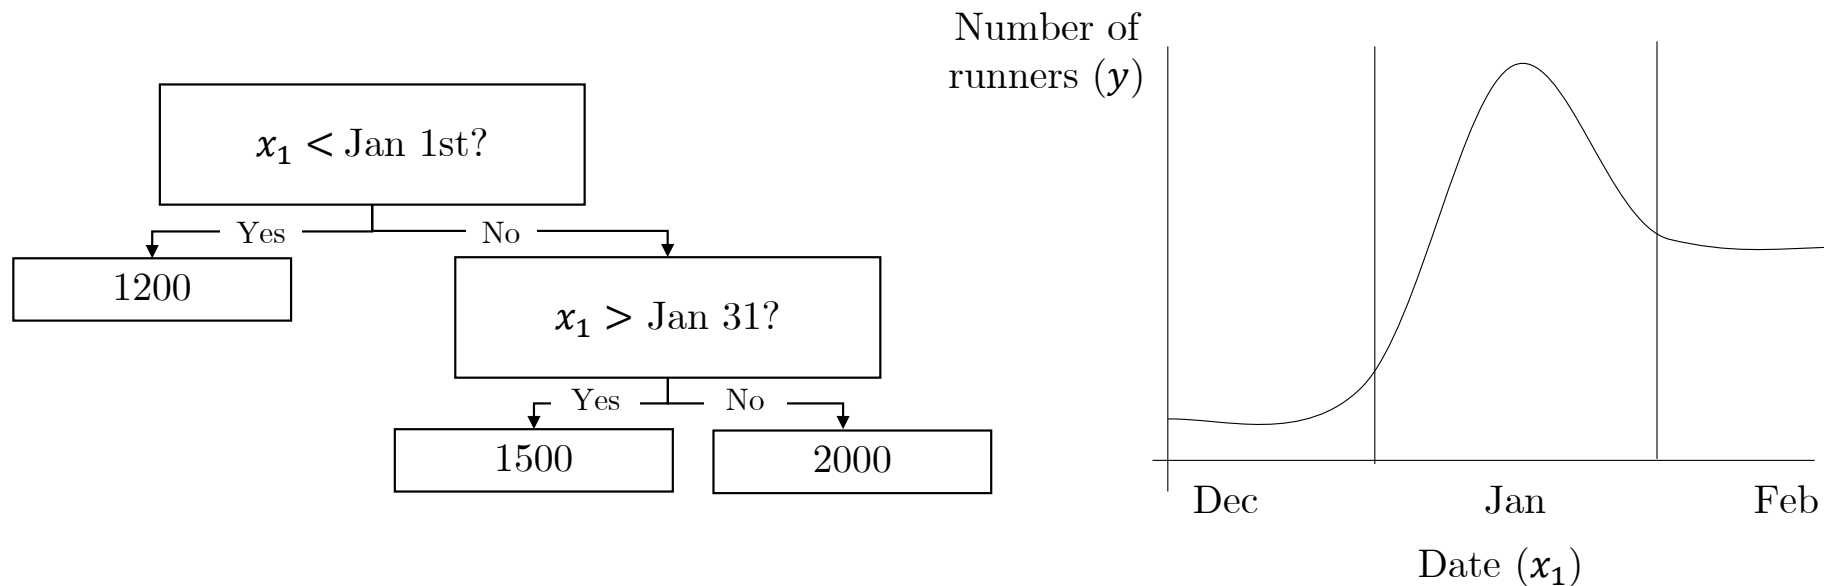 x₁ < Jan 1st?
Yes
No
1200
x₁ > Jan 31?
Yes
No
1500
2000
Number of
runners (y)
Dec
Jan
Feb
Date (x₁)